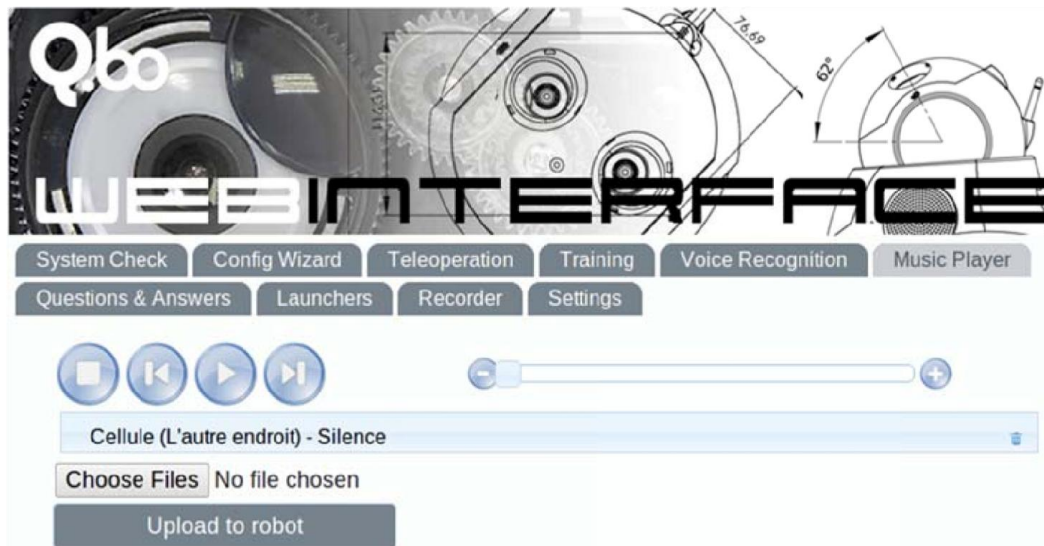 Qbo
76.69
62°
WEBINTERFACE
System Check Config Wizard Teleoperation Training Voice Recognition Music Player
Questions & Answers Launchers Recorder Settings
Cellule (L'autre endroit) - Silence
Choose Files No file chosen
Upload to robot